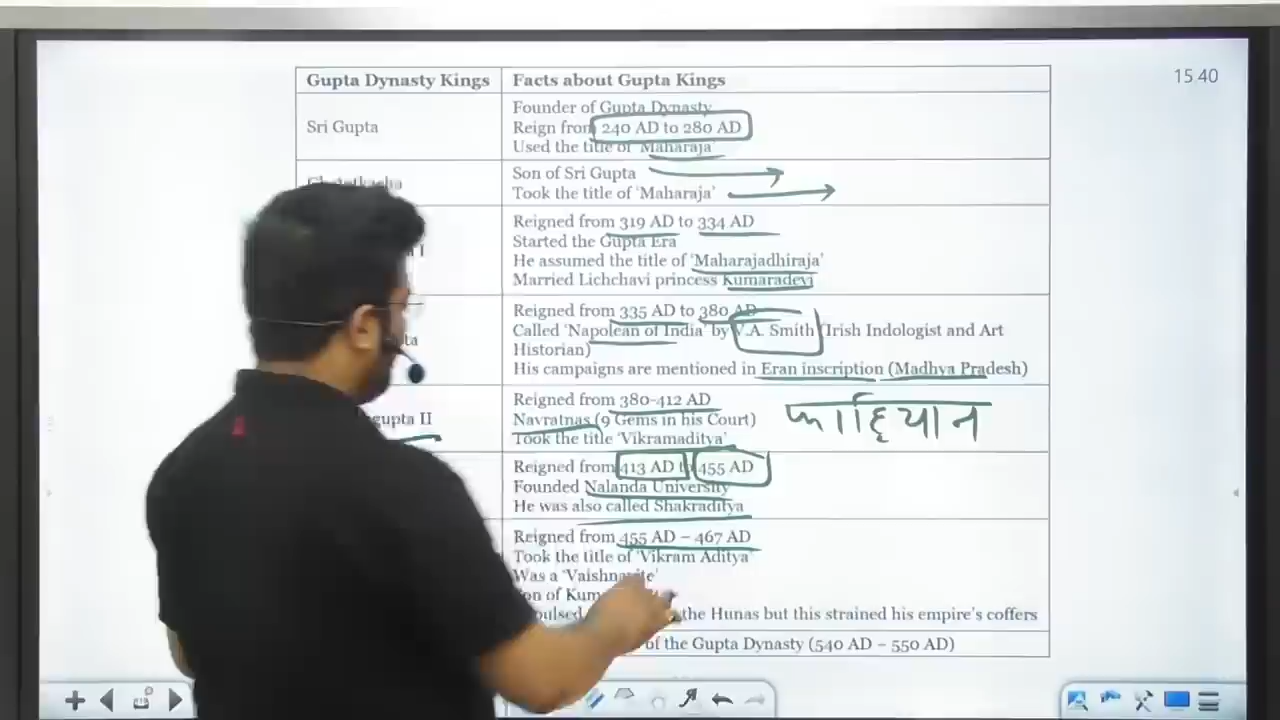 15 40
Gupta Dynasty Kings Facts about Gupta Kings
Sri Gupta
Founder of Gupta Dynasty
Reign from 240 AD to 280 AD
Used the title of 'Maharaja'
Son of Sri Gupta
Took the title of 'Maharaja'
I
Reigned from 319 AD to 334 AD
Started the Gupta Era
He assumed the title of 'Maharajadhiraja'
Married Lichchavi princess Kumaradevi
Reigned from 335 AD to 380 AD
Called 'Napolean of India' by V.A. Smith (Irish Indologist and Art
Historian)
His campaigns are mentioned in Eran inscription (Madhya Pradesh)
gupta II
Reigned from 380-412 AD
Navratnas (9 Gems in his Court)
Took the title 'Vikramaditya'
फाहियान
Reigned from 413 AD to 455 AD
Founded Nalanda University
He was also called Shakraditya
Reigned from 455 AD – 467 AD
Took the title of 'Vikram Aditya'
Was a 'Vaishnavite'
Son of
the Hunas but this strained his empire's coffers
of the Gupta Dynasty (540 AD – 550 AD)